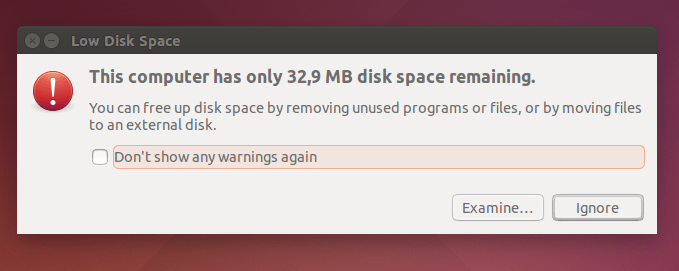 Low Disk Space
This computer has only 32,9 MB disk space remaining.
You can free up disk space by removing unused programs or files, or by moving files
to an external disk.
Don't show any warnings again
Examine... Ignore